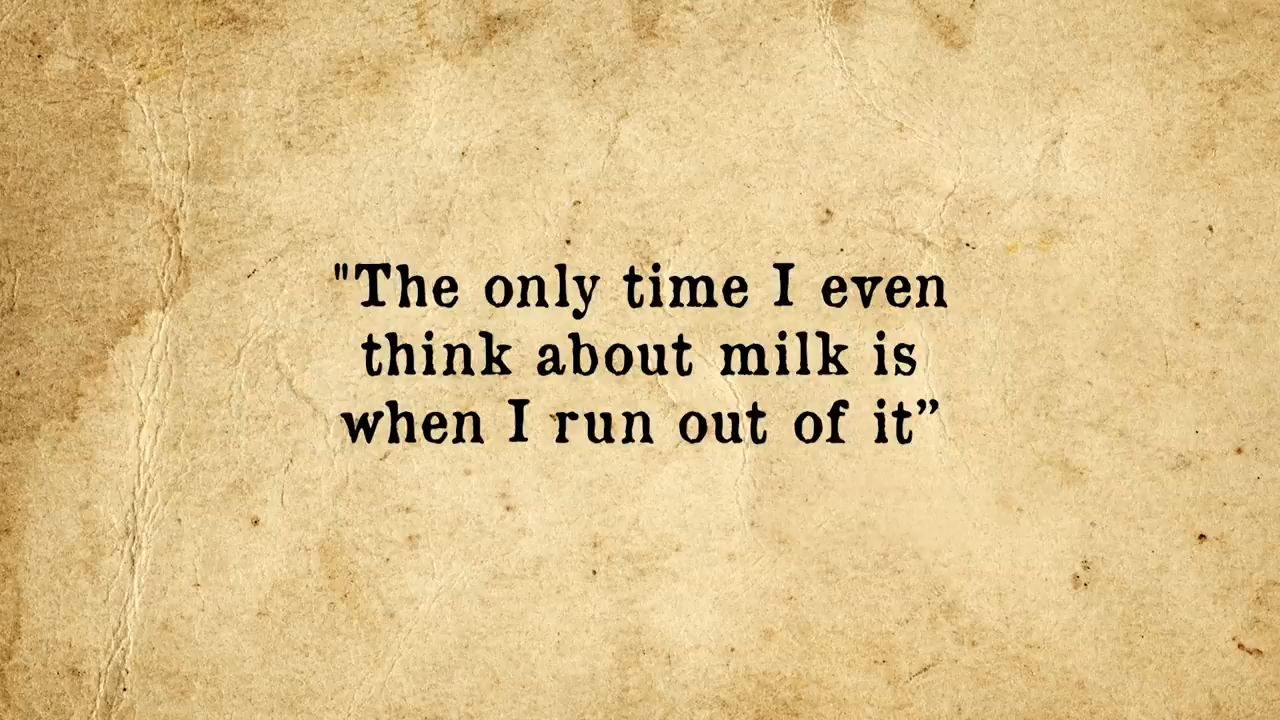 "The only time I even
think about milk is
when I run out of it”